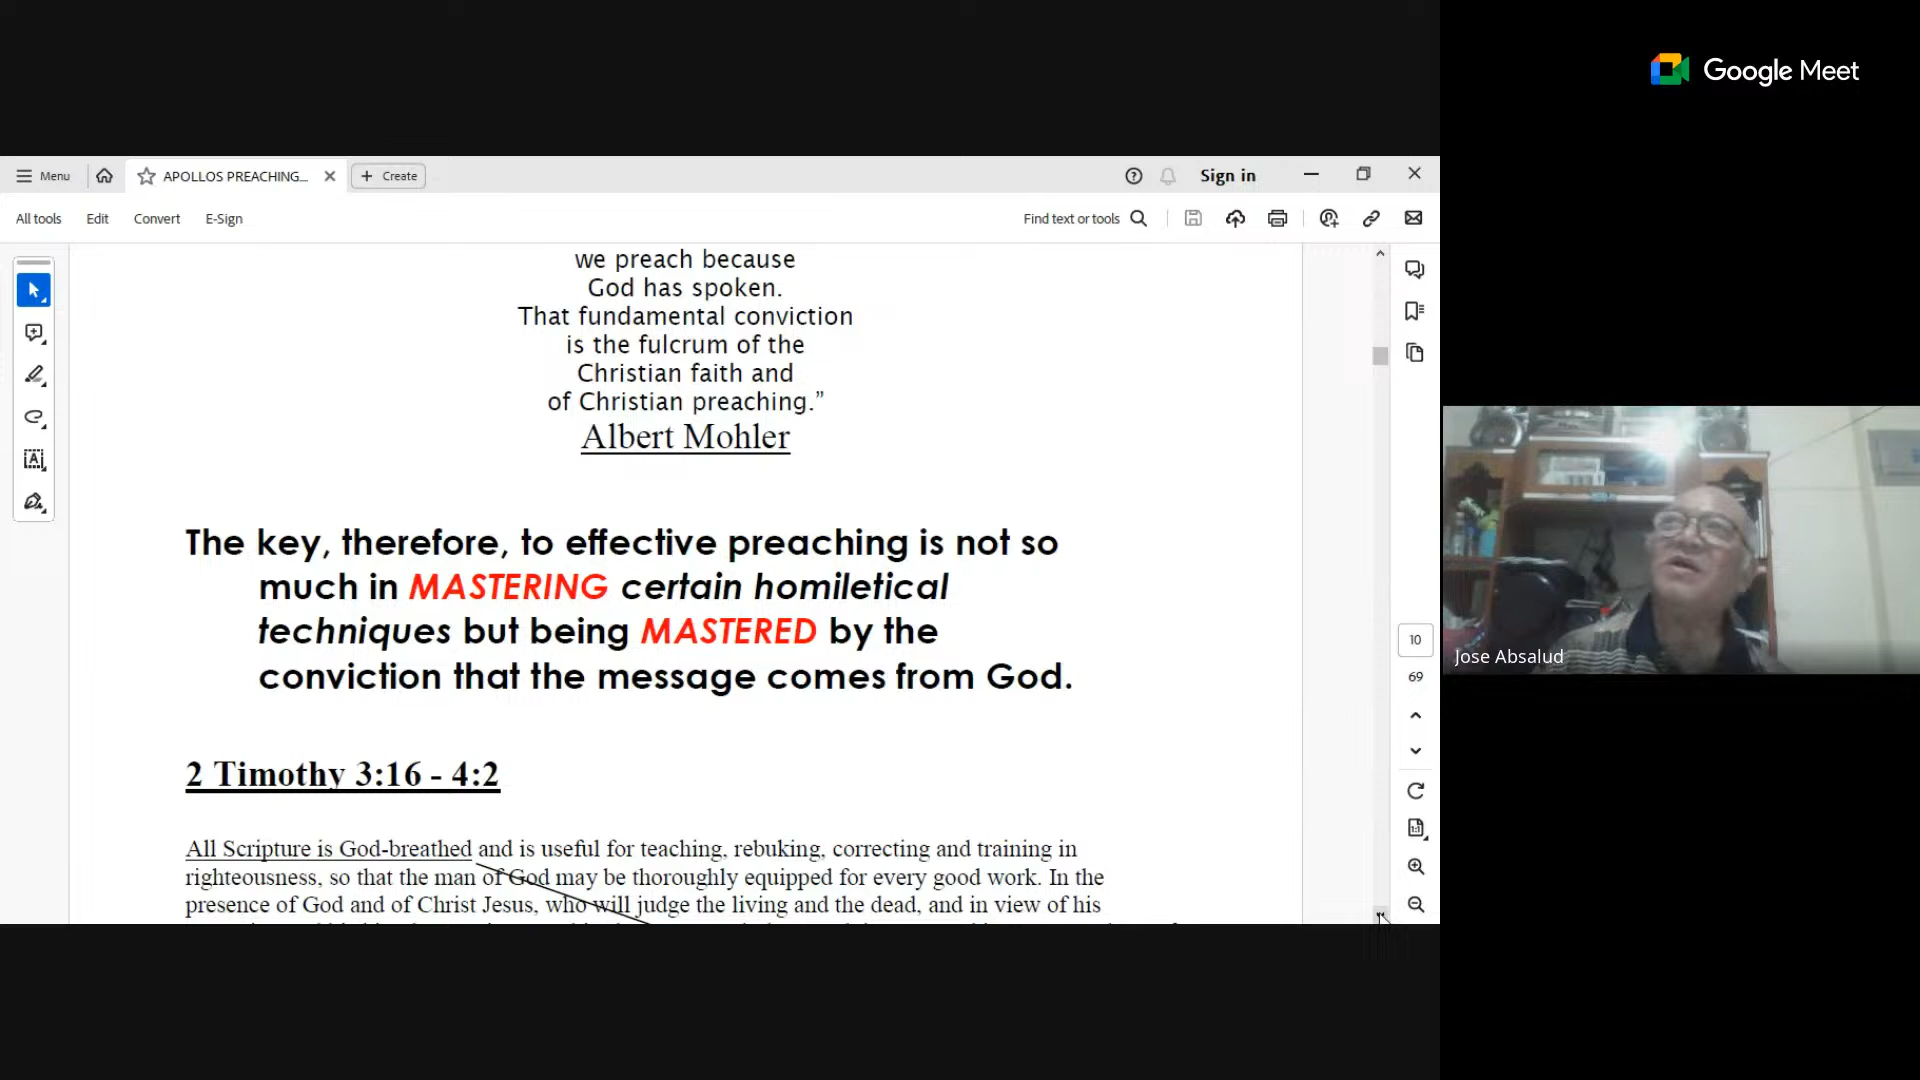 Google Meet
Menu
APOLLOS PREACHING...
Create
Sign in
All tools
Edit
Convert
E-Sign
Find text or tools
we preach because
God has spoken.
That fundamental conviction
is the fulcrum of the
Christian faith and
of Christian preaching.”
Albert Mohler
The key, therefore, to effective preaching is not so
much in MASTERING certain homiletical
techniques but being MASTERED by the
conviction that the message comes from God.
2 Timothy 3:16 - 4:2
All Scripture is God-breathed and is useful for teaching, rebuking, correcting and training in
righteousness, so that the man of God may be thoroughly equipped for every good work. In the
presence of God and of Christ Jesus, who will judge the living and the dead, and in view of his
10
69
Jose Absalud